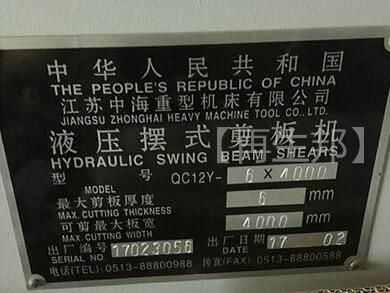 中华人民共和国
THE PEOPLE'S REPUBLIC OF CHINA
江苏中海重型机床有限公司
JIANGSU ZHONGHAI HEAVY MACHINE TOOL CO.,LTD.
液压摆式剪板机
HYDRAULIC SWING BEAM SHEARS
【再生邦】
型号 QC12Y- 6×4000
MODEL
最大剪板厚度 6 mm
MAX. CUTTING THICKNESS
可剪最大板宽 4000 mm
MAX. CUTTING WIDTH
出厂编号 17023056 出厂日期 17 02
SERIAL NO. DATE
电话(TEL):0513-88800988 传真(FAX):0513-88800588